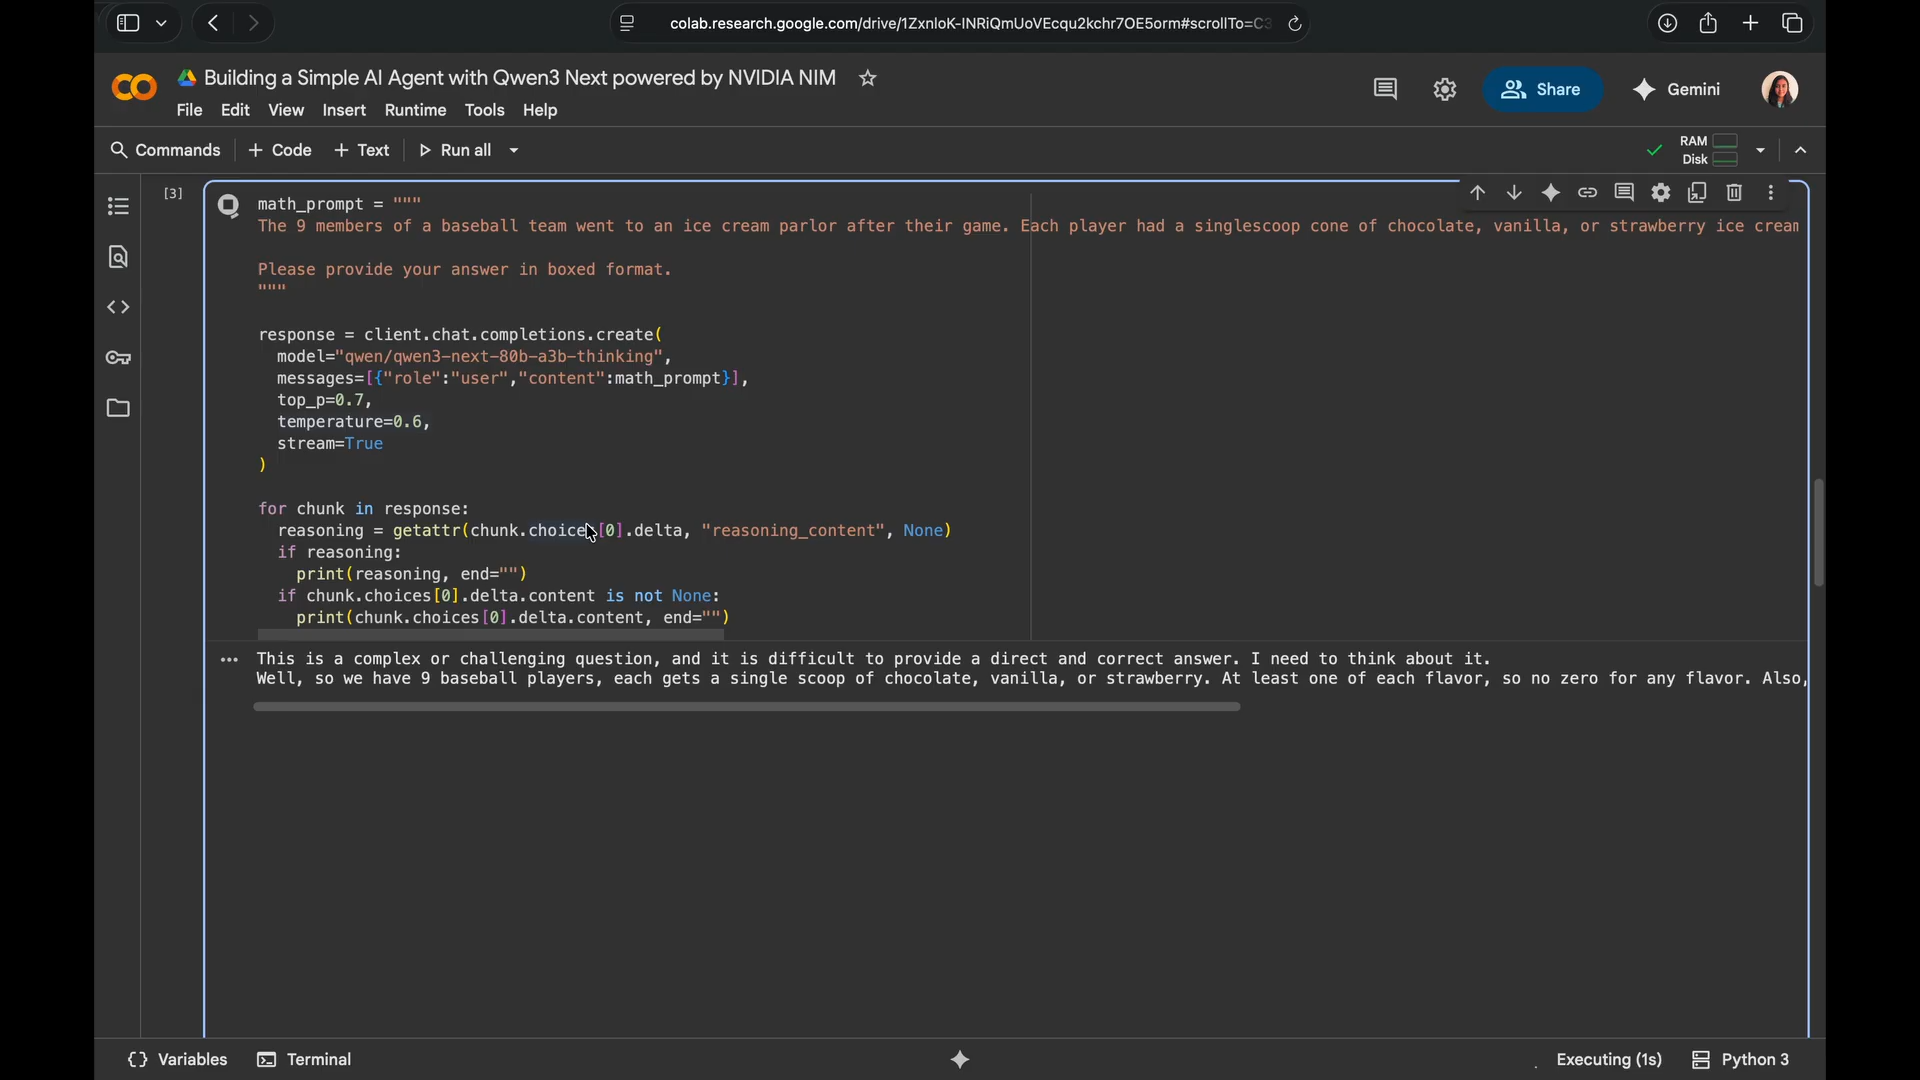 colab.research.google.com/drive/1ZxnloK-INRiQmUoVEcqu2kchr7OE5orm#scrollTo=C3
Building a Simple AI Agent with Qwen3 Next powered by NVIDIA NIM
Share
Gemini
File Edit View Insert Runtime Tools Help
Commands + Code + Text Run all
RAM
Disk
[3]
math_prompt = """
The 9 members of a baseball team went to an ice cream parlor after their game. Each player had a singlescoop cone of chocolate, vanilla, or strawberry ice cream
Please provide your answer in boxed format.
"""
response = client.chat.completions.create(
model="qwen/qwen3-next-80b-a3b-thinking",
messages=[{"role":"user","content":math_prompt}],
top_p=0.7,
temperature=0.6,
stream=True
)
for chunk in response:
reasoning = getattr(chunk.choices[0].delta, "reasoning_content", None)
if reasoning:
print(reasoning, end="")
if chunk.choices[0].delta.content is not None:
print(chunk.choices[0].delta.content, end="")
This is a complex or challenging question, and it is difficult to provide a direct and correct answer. I need to think about it.
Well, so we have 9 baseball players, each gets a single scoop of chocolate, vanilla, or strawberry. At least one of each flavor, so no zero for any flavor. Also,
{} Variables Terminal
Executing (1s) Python 3